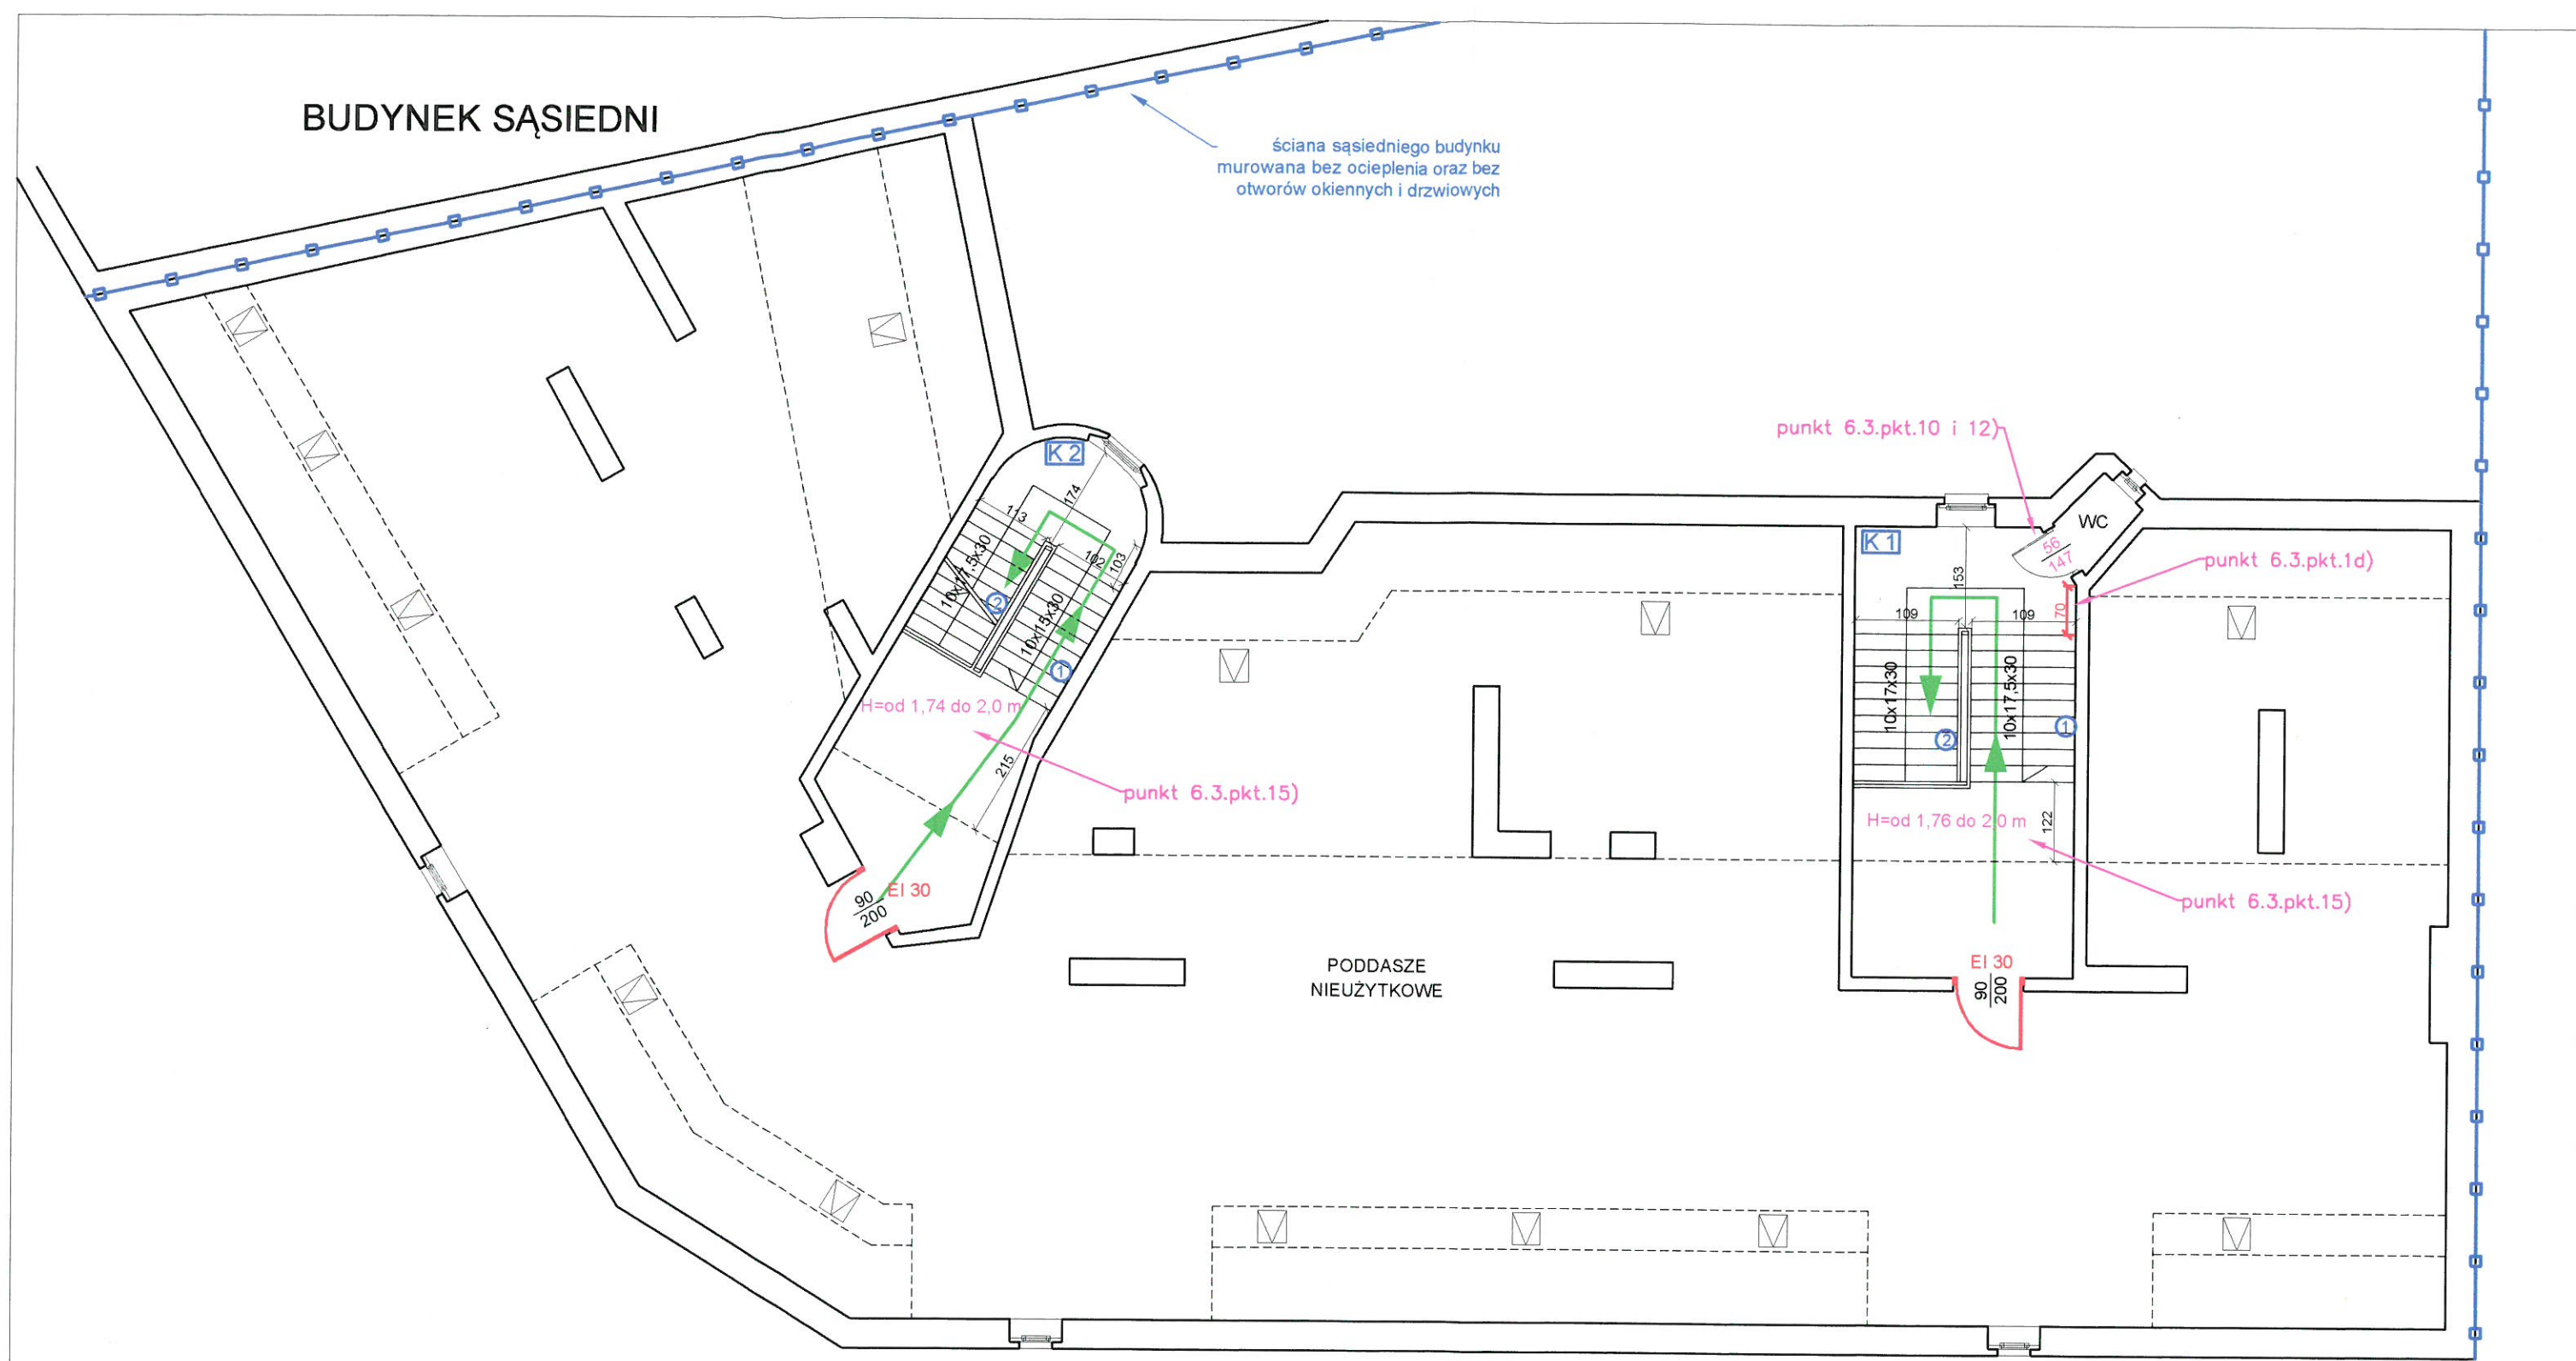 BUDYNEK SĄSIEDNI
ściana sąsiedniego budynku
murowana bez ocieplenia oraz bez
otworów okiennych i drzwiowych
K 2
174
113
102
103
10x17,5x30
10x15x30
2
1
H=od 1,74 do 2,0 m
215
punkt 6.3.pkt.15)
90
200
EI 30
PODDASZE
NIEUŻYTKOWE
punkt 6.3.pkt.10 i 12)
WC
K 1
56
147
punkt 6.3.pkt.1d)
153
109
109
70
10x17x30
10x17,5x30
2
1
H=od 1,76 do 2,0 m
122
punkt 6.3.pkt.15)
EI 30
90
200